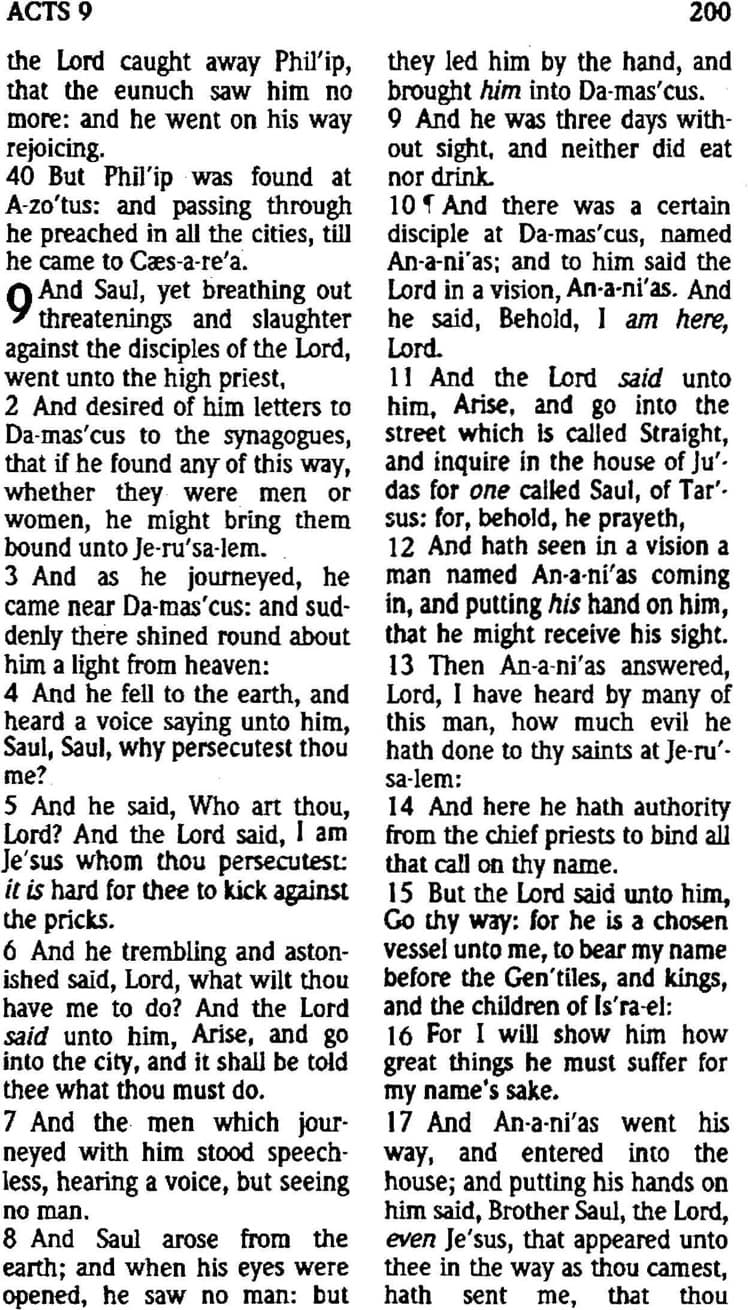 ACTS 9
200
the Lord caught away Phil'ip,
that the eunuch saw him no
more: and he went on his way
rejoicing.
40 But Phil'ip was found at
A-zo'tus: and passing through
he preached in all the cities, till
he came to Cæs-a-re'a.
9 And Saul, yet breathing out
threatenings and slaughter
against the disciples of the Lord,
went unto the high priest,
2 And desired of him letters to
Da-mas'cus to the synagogues,
that if he found any of this way,
whether they were men or
women, he might bring them
bound unto Je-ru'sa-lem.
3 And as he journeyed, he
came near Da-mas'cus: and sud-
denly there shined round about
him a light from heaven:
4 And he fell to the earth, and
heard a voice saying unto him,
Saul, Saul, why persecutest thou
me?
5 And he said, Who art thou,
Lord? And the Lord said, I am
Je'sus whom thou persecutest:
it is hard for thee to kick against
the pricks.
6 And he trembling and aston-
ished said, Lord, what wilt thou
have me to do? And the Lord
said unto him, Arise, and go
into the city, and it shall be told
thee what thou must do.
7 And the men which jour-
neyed with him stood speech-
less, hearing a voice, but seeing
no man.
8 And Saul arose from the
earth; and when his eyes were
opened, he saw no man: but
they led him by the hand, and
brought him into Da-mas'cus.
9 And he was three days with-
out sight, and neither did eat
nor drink.
10 ¶ And there was a certain
disciple at Da-mas'cus, named
An-a-ni'as; and to him said the
Lord in a vision, An-a-ni'as. And
he said, Behold, I am here,
Lord.
11 And the Lord said unto
him, Arise, and go into the
street which is called Straight,
and inquire in the house of Ju'-
das for one called Saul, of Tar'-
sus: for, behold, he prayeth,
12 And hath seen in a vision a
man named An-a-ni'as coming
in, and putting his hand on him,
that he might receive his sight.
13 Then An-a-ni'as answered,
Lord, I have heard by many of
this man, how much evil he
hath done to thy saints at Je-ru'-
sa-lem:
14 And here he hath authority
from the chief priests to bind all
that call on thy name.
15 But the Lord said unto him,
Go thy way: for he is a chosen
vessel unto me, to bear my name
before the Gen'tiles, and kings,
and the children of Is'ra-el:
16 For I will show him how
great things he must suffer for
my name's sake.
17 And An-a-ni'as went his
way, and entered into the
house; and putting his hands on
him said, Brother Saul, the Lord,
even Je'sus, that appeared unto
thee in the way as thou camest,
hath sent me, that thou